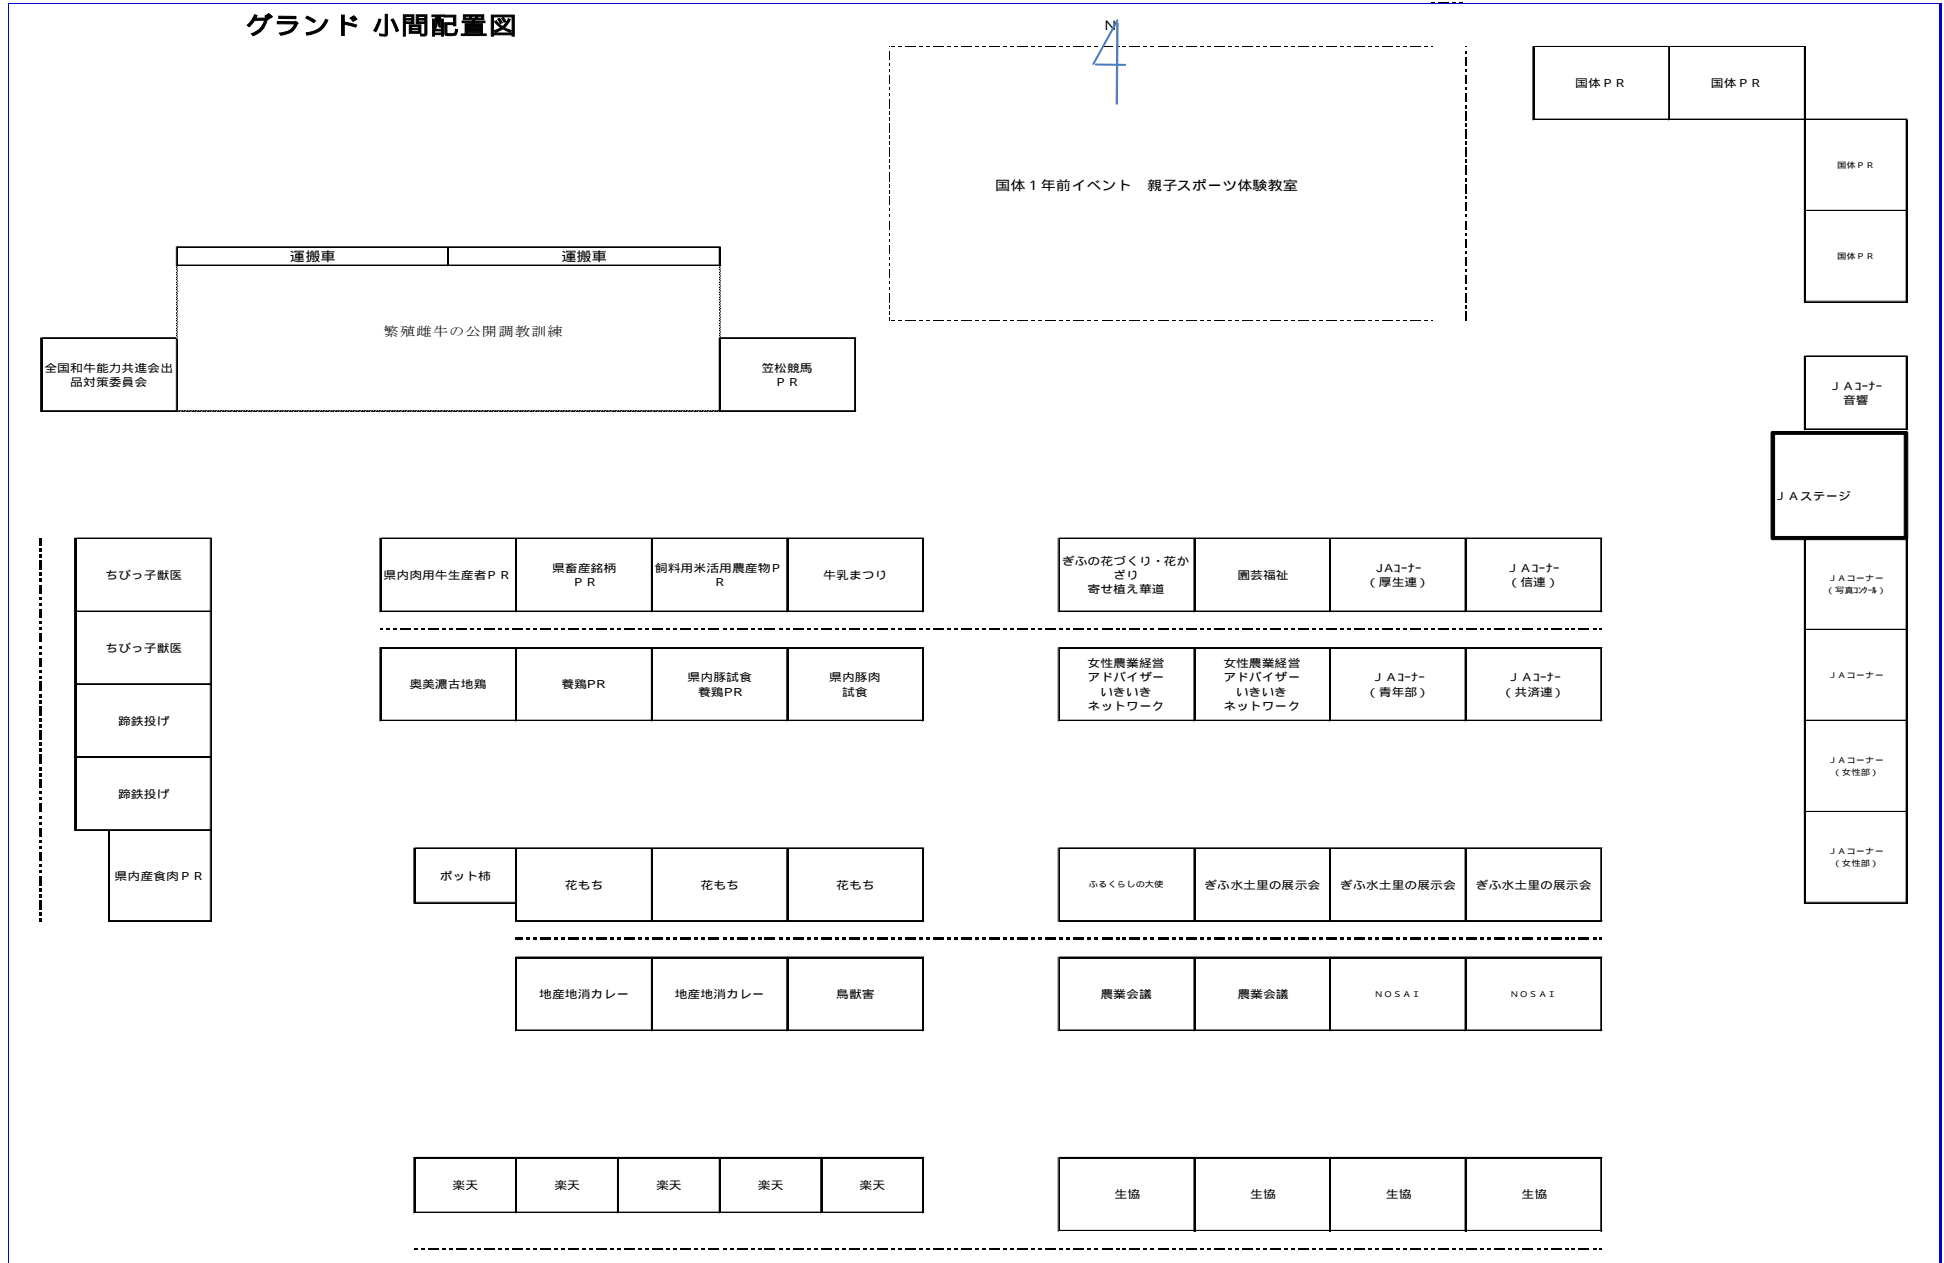 グランド 小間配置図
N
国体ＰＲ
国体ＰＲ
国体ＰＲ
国体ＰＲ
国体１年前イベント　親子スポーツ体験教室
運搬車
運搬車
繁殖雌牛の公開調教訓練
全国和牛能力共進会出
品対策委員会
笠松競馬
ＰＲ
ＪＡｺｰﾅｰ
音響
ＪＡステージ
ちびっ子獣医
県内肉用牛生産者ＰＲ
県畜産銘柄
ＰＲ
飼料用米活用農産物Ｐ
Ｒ
牛乳まつり
ぎふの花づくり・花か
ざり
寄せ植え華道
園芸福祉
JAｺｰﾅｰ
（厚生連）
ＪＡｺｰﾅｰ
（信連）
ＪＡコーナー
（写真ｺﾝｸｰﾙ）
ちびっ子獣医
奥美濃古地鶏
養鶏PR
県内豚試食
養鶏PR
県内豚肉
試食
女性農業経営
アドバイザー
いきいき
ネットワーク
女性農業経営
アドバイザー
いきいき
ネットワーク
ＪＡｺｰﾅｰ
（青年部）
ＪＡｺｰﾅｰ
（共済連）
ＪＡコーナー
蹄鉄投げ
蹄鉄投げ
ＪＡコーナー
（女性部）
県内産食肉ＰＲ
ポット柿
花もち
花もち
花もち
ふるくらしの大使
ぎふ水土里の展示会
ぎふ水土里の展示会
ぎふ水土里の展示会
ＪＡコーナー
（女性部）
地産地消カレー
地産地消カレー
鳥獣害
農業会議
農業会議
ＮＯＳＡＩ
ＮＯＳＡＩ
楽天
楽天
楽天
楽天
楽天
生協
生協
生協
生協